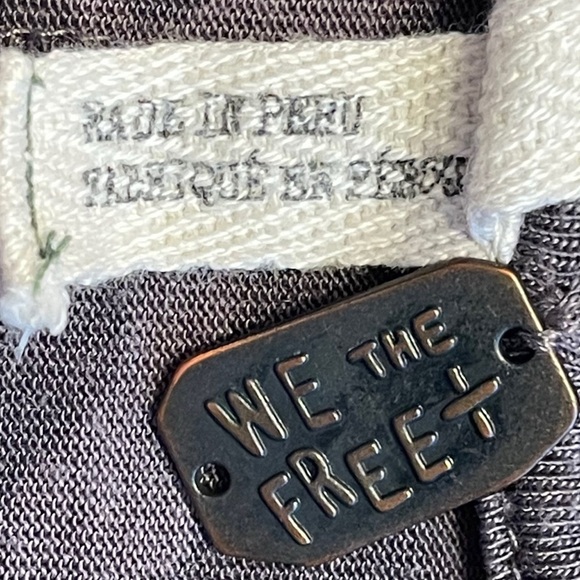 MADE IN PERU
FABRIQUÉ EN PÉROU
WE THE
FREE